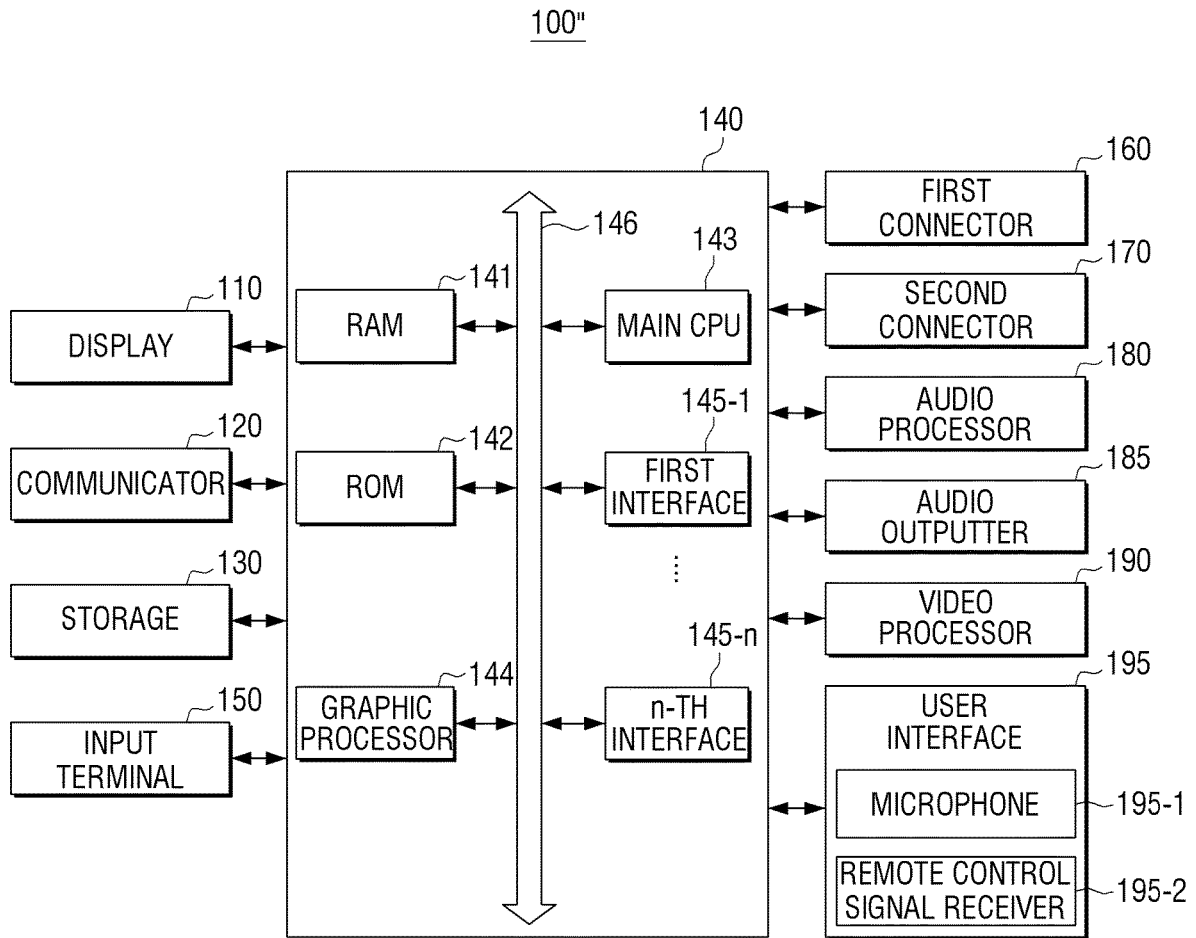 100"
140
160
FIRST
CONNECTOR
146
143
170
141
110
SECOND
CONNECTOR
RAM
MAIN CPU
DISPLAY
180
145-1
AUDIO
PROCESSOR
120
142
185
COMMUNICATOR
ROM
FIRST
INTERFACE
AUDIO
OUTPUTTER
130
190
STORAGE
VIDEO
PROCESSOR
145-n
195
144
150
GRAPHIC
PROCESSOR
n-TH
INTERFACE
USER
INTERFACE
INPUT
TERMINAL
MICROPHONE
195-1
REMOTE CONTROL
SIGNAL RECEIVER
195-2